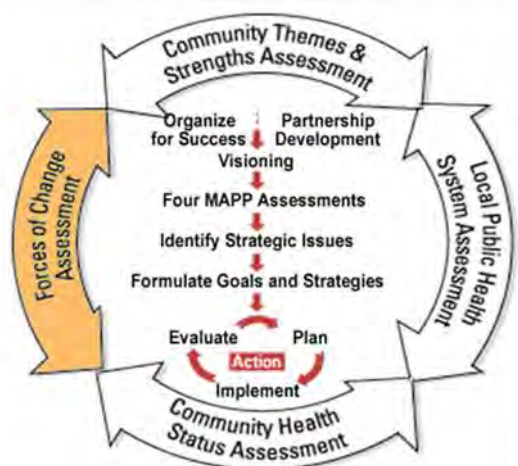 Community Themes &
Strengths Assessment
Organize
for Success
Partnership
Development
Visioning
Four MAPP Assessments
Identify Strategic Issues
Formulate Goals and Strategies
Evaluate
Plan
Action
Implement
Forces of Change
Assessment
Local Public Health
System Assessment
Community Health
Status Assessment